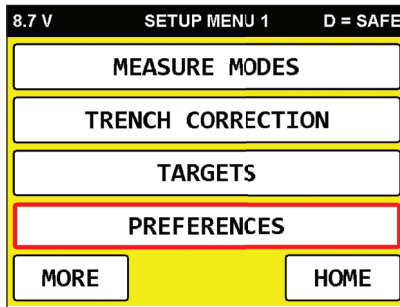 8.7 V SETUP MENU 1 D = SAFE
MEASURE MODES
TRENCH CORRECTION
TARGETS
PREFERENCES
MORE HOME